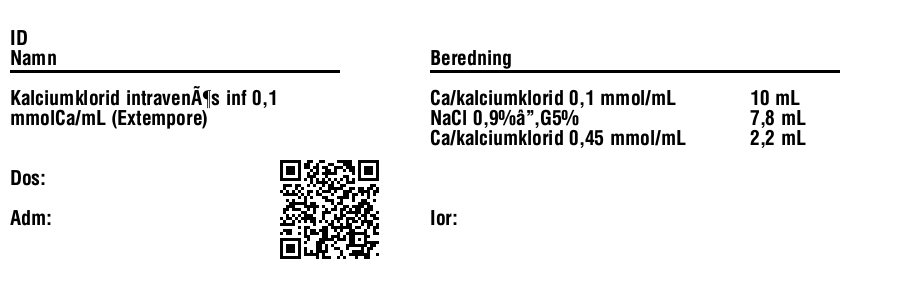 ID
Namn
Beredning
Kalciumklorid intravenÃ¶s inf 0,1
mmolCa/mL (Extempore)
Ca/kalciumklorid 0,1 mmol/mL 10 mL
NaCl 0,9%â”‚G5% 7,8 mL
Ca/kalciumklorid 0,45 mmol/mL 2,2 mL
Dos:
Adm:
Ior: